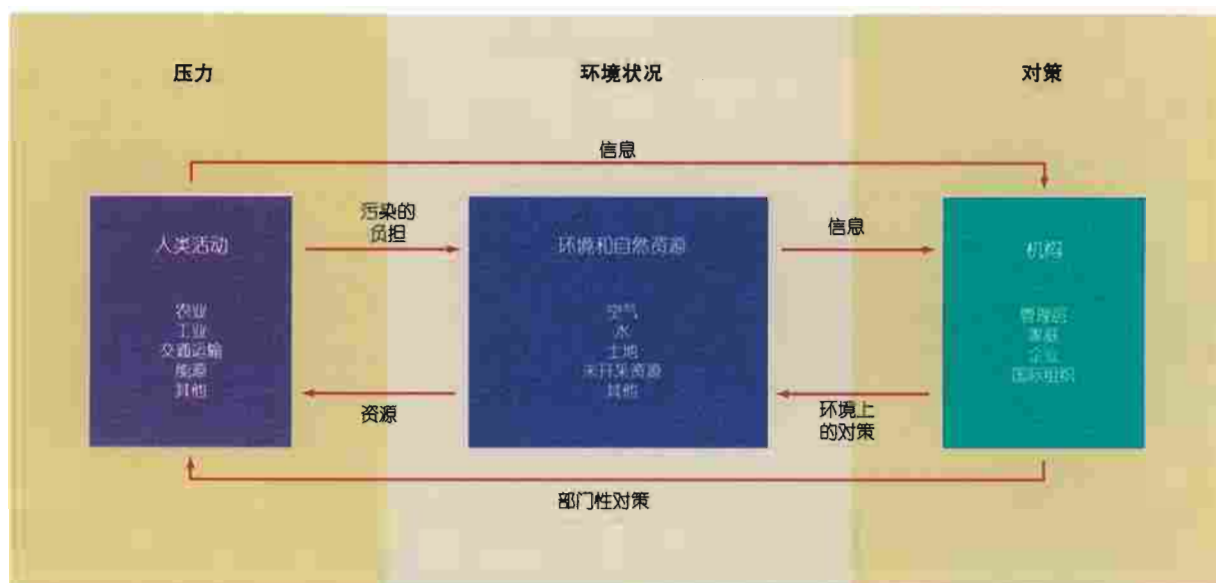 压力
环境状况
对策
信息
人类活动
农业
工业
交通运输
能源
其他
污染的
负担
资源
环境和自然资源
空气
水
土地
未开采资源
其他
信息
环境上
的对策
机构
管理层
家庭
企业
国际组织
部门性对策